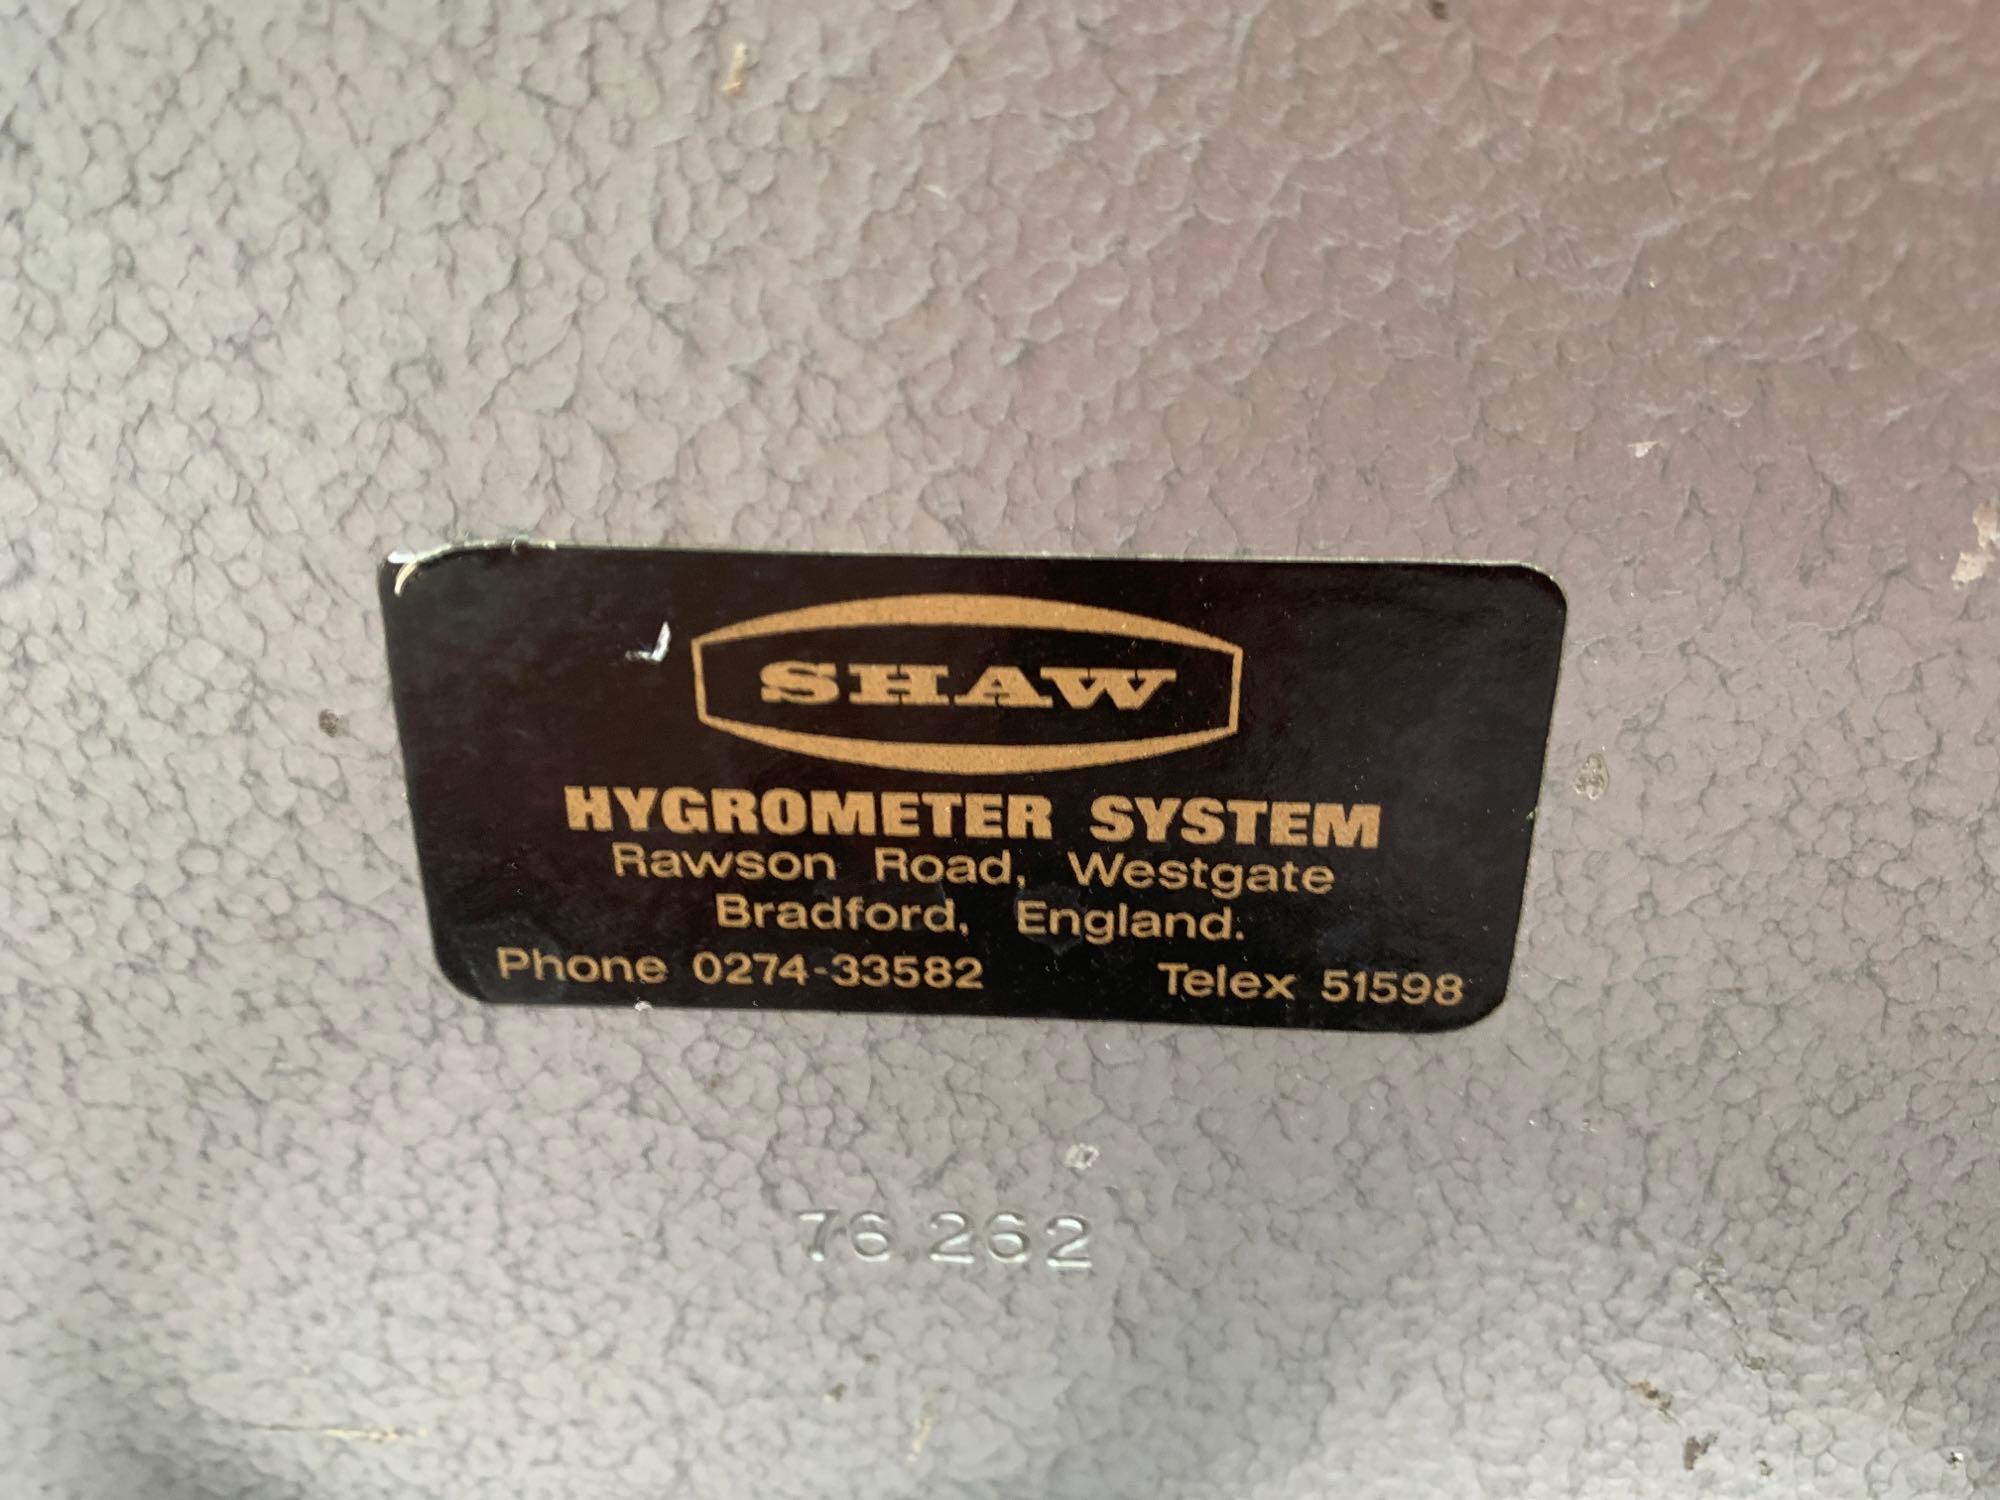 SHAW
HYGROMETER SYSTEM
Rawson Road, Westgate
Bradford, England.
Phone 0274-33582 Telex 51598
76 262